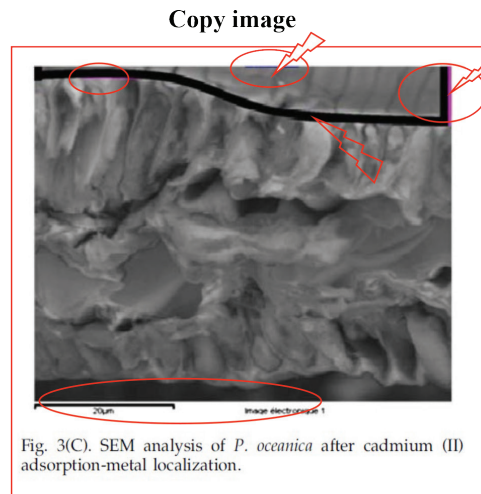 Copy image
20µm
Image électronique 1
Fig. 3(C). SEM analysis of P. oceanica after cadmium (II)
adsorption-metal localization.